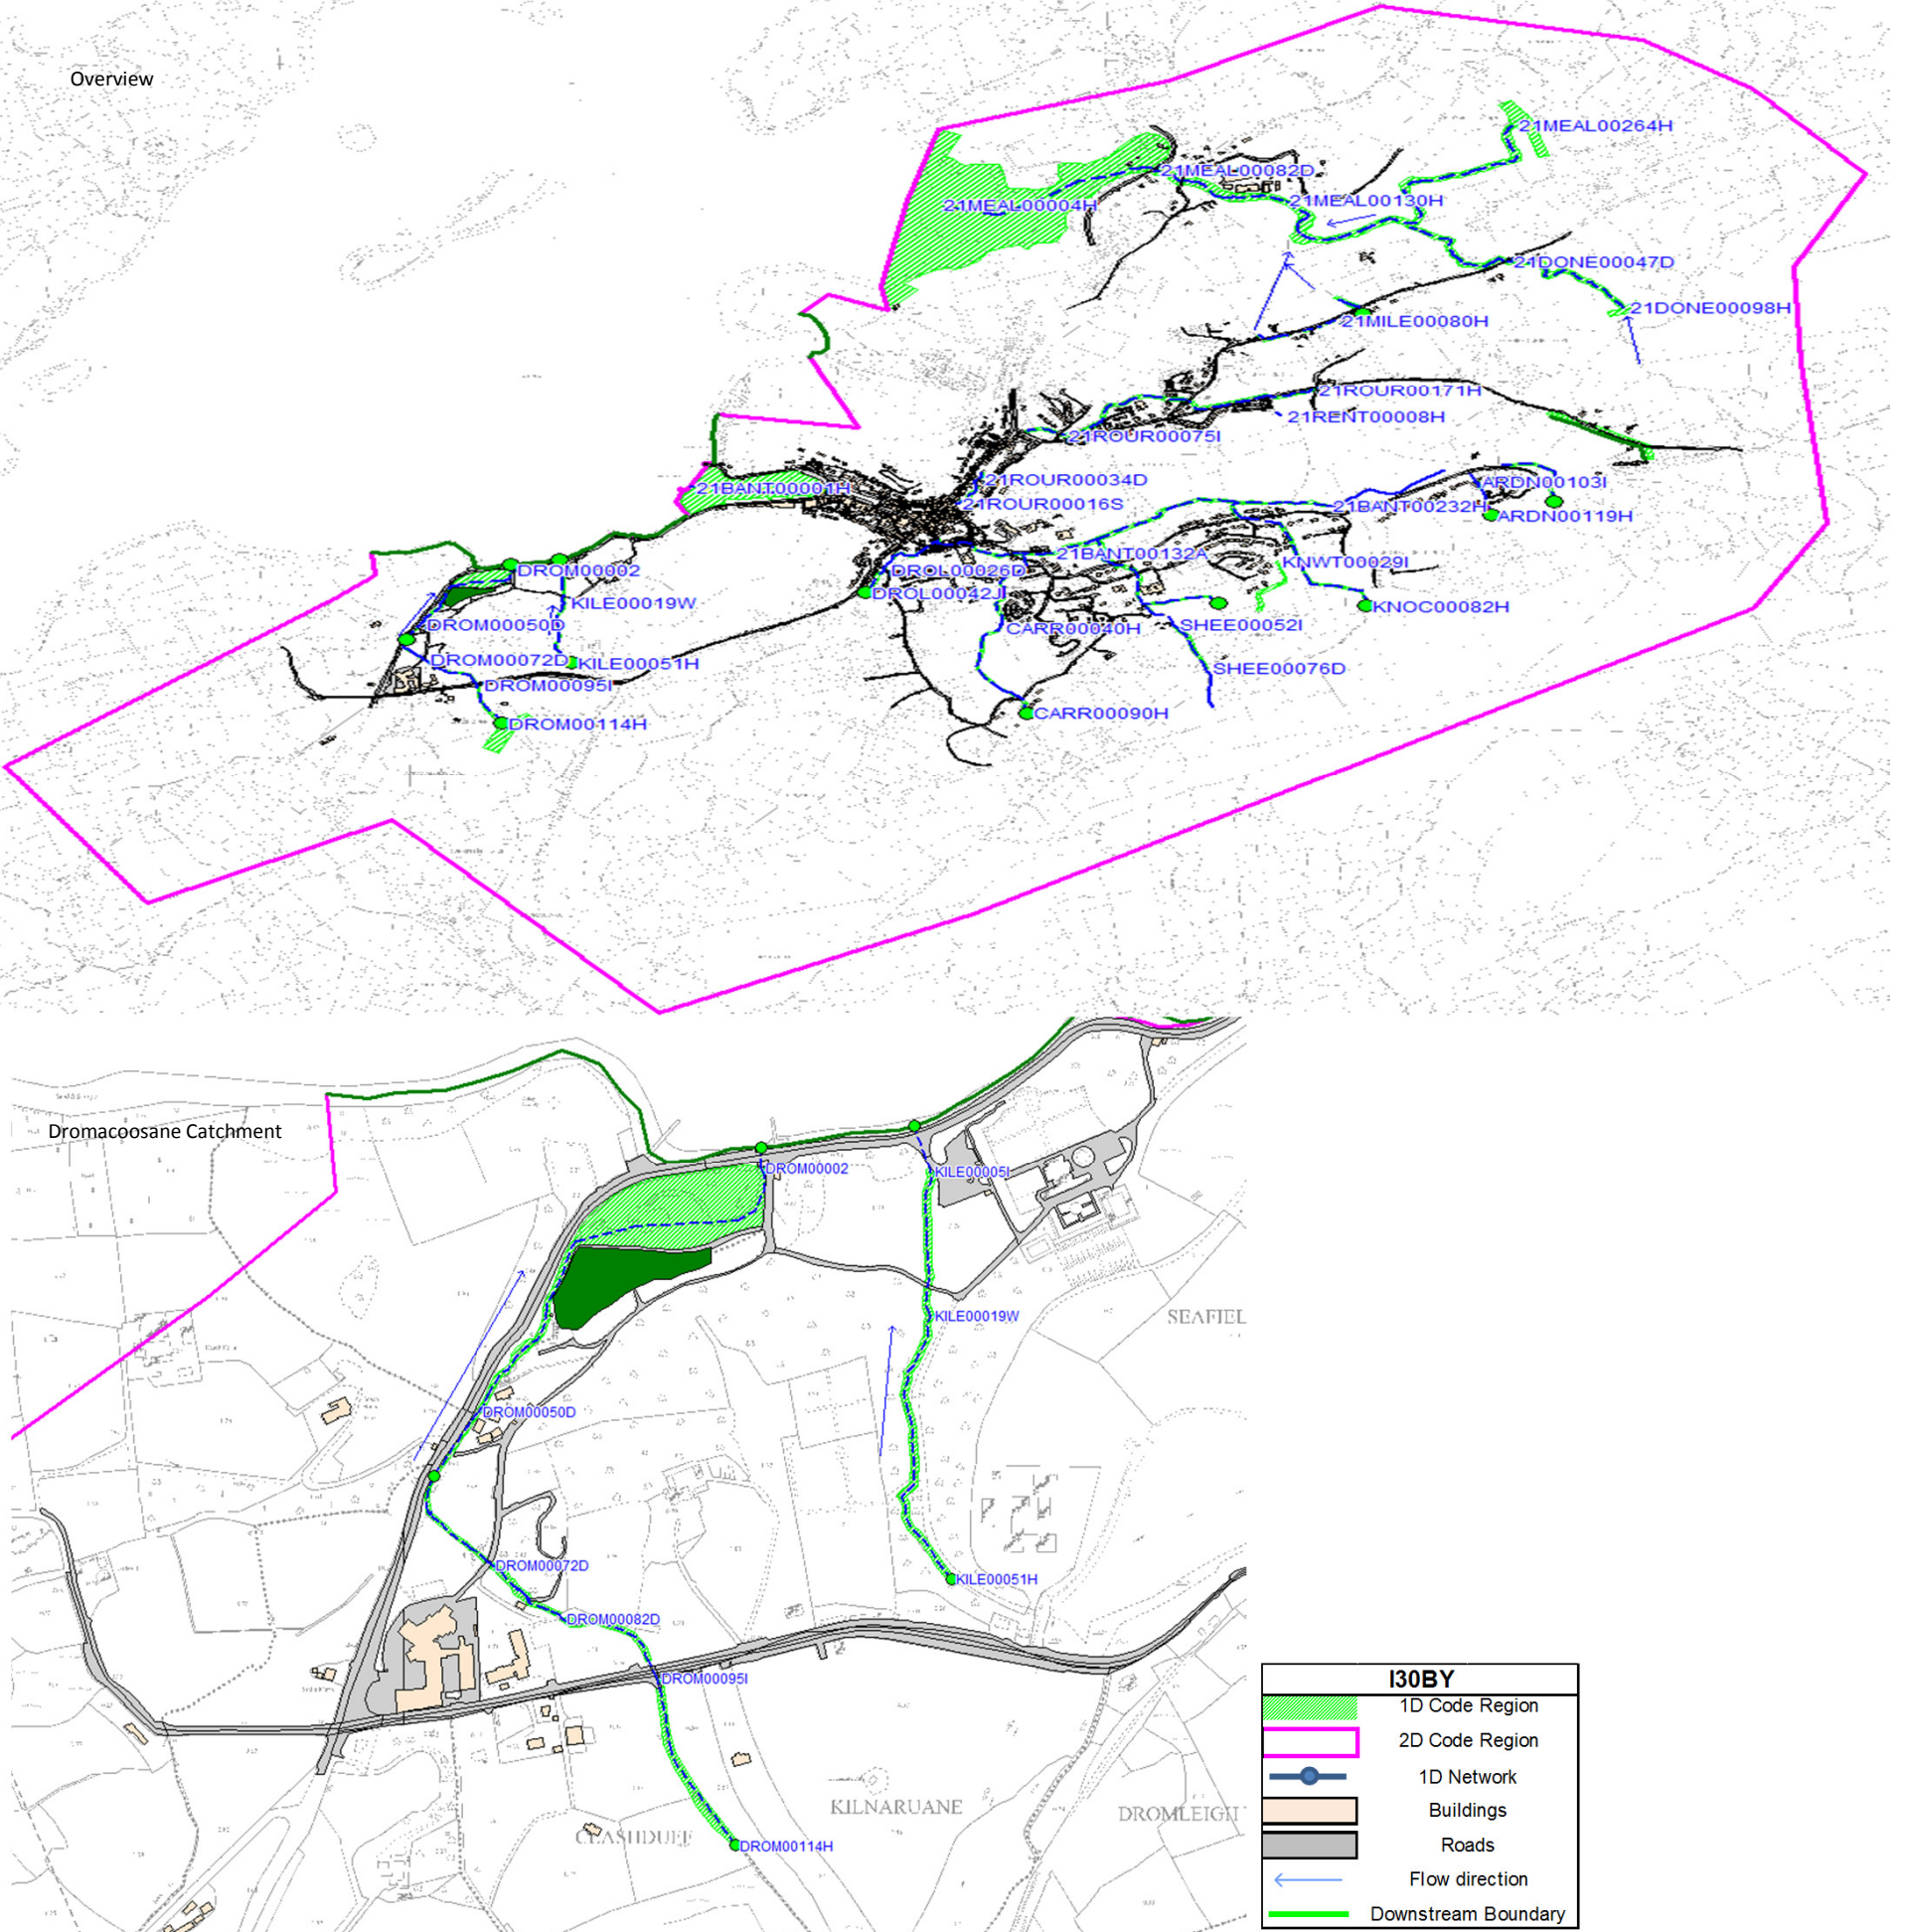 Overview
21MEAL00264H
21MEAL00082D
21MEAL00004H
21MEAL00130H
21DONE00047D
21DONE00098H
21MILE00080H
21ROUR00171H
21RENT00008H
21ROUR00075I
21ROUR00034D
21BANT00001H
21ROUR00016S
ARDN00103I
21BANT00232H
ARDN00119H
21BANT00132A
KNWT00029I
DROM00002
DROL00026D
DROL00042JI
KILE00019W
KNOC00082H
DROM00050D
CARR00040H
SHEE00052I
DROM00072D
KILE00051H
SHEE00076D
DROM00095I
CARR00090H
DROM00114H
Dromacoosane Catchment
DROM00002
KILE00005I
KILE00019W
SEAFIEL
DROM00050D
DROM00072D
KILE00051H
DROM00082D
DROM00095I
KILNARUANE
DROMLEIGH
CLASHDUFF
DROM00114H
I30BY
1D Code Region
2D Code Region
1D Network
Buildings
Roads
Flow direction
Downstream Boundary